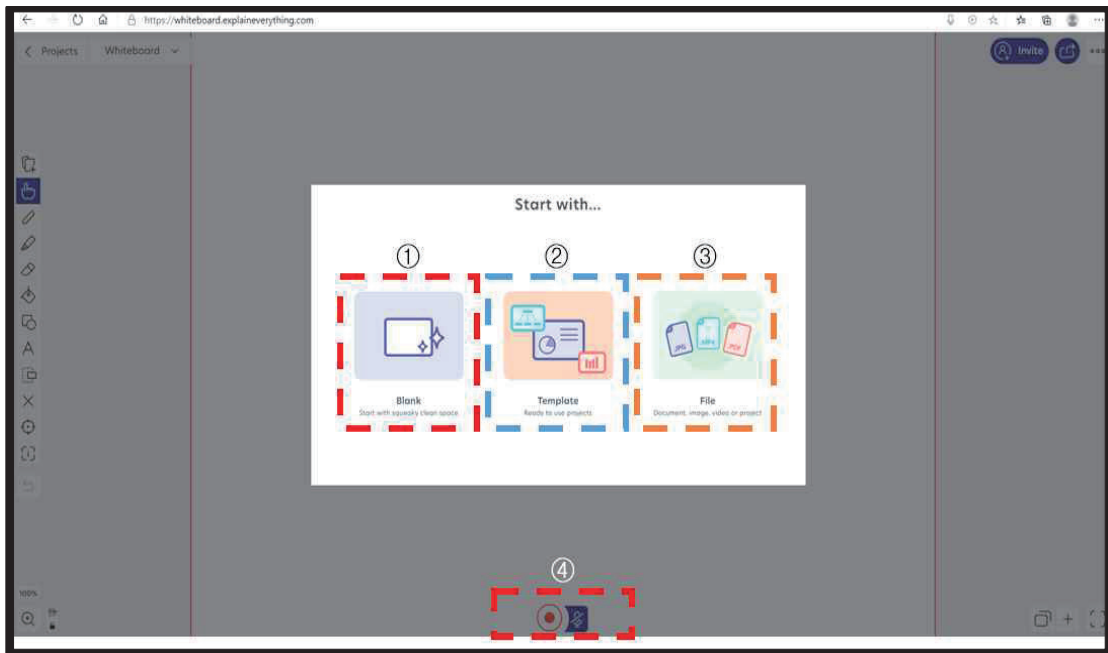 https://whiteboard.explaineverything.com
Projects Whiteboard Invite
Start with...
① ② ③
JPG MP4 PDF
Blank Template File
Start with squeaky clean space Ready to use projects Document, image, video or project
④
100%